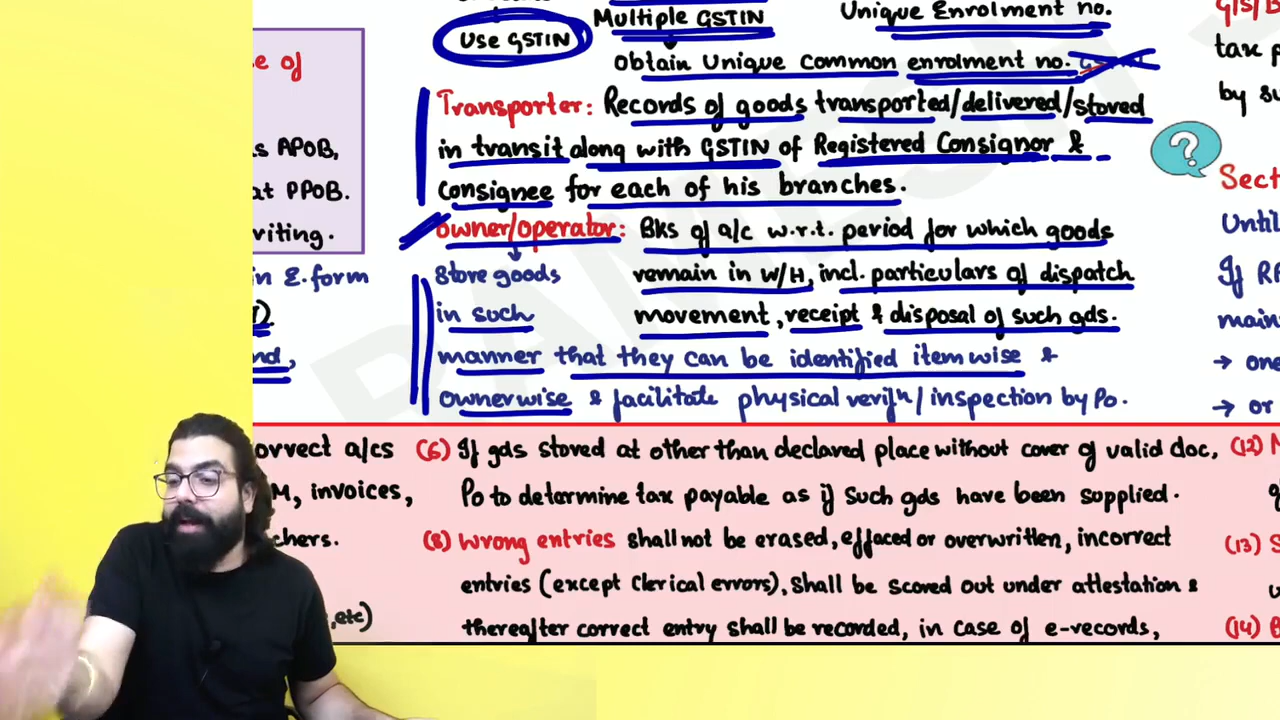 Multiple GSTIN
Unique Enrolment no.
Use GSTIN
Obtain Unique Common enrolment no.
Transporter: Records of goods transported/delivered/stored
in transit along with GSTIN of Registered Consignor &
Consignee for each of his branches.
owner/operator: Bks of a/c w.r.t. period for which goods
Store goods remain in W/H, incl. particulars of dispatch
in such movement, receipt & disposal of such gds.
manner that they can be identified itemwise &
ownerwise & facilitate physical verifn/inspection by Po.
(6) If gds stored at other than declared place without cover of valid doc,
Po to determine tax payable as if such gds have been supplied.
(8) Wrong entries shall not be erased, effaced or overwritten, incorrect
entries (except clerical errors), shall be scored out under attestation &
thereafter correct entry shall be recorded, in case of e-records,
e of
APOB,
at PPoB.
writing.
in E.form
orrect a/cs
M, invoices,
chers.
,etc)
G/S/B
tax p
by su
?
Sect
Until
If RP
main
→ one
→ or
(12)
(13) S
(14) B